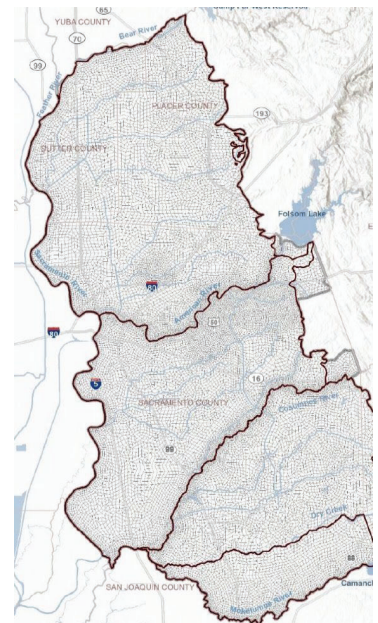 YUBA COUNTY
65
70
Bear River
99
Feather River
PLACER COUNTY
193
SUTTER COUNTY
Folsom Lake
Sacramento River
80
American River
80
50
5
16
SACRAMENTO COUNTY
Cosumnes River
99
Dry Creek
88
Camanch
SAN JOAQUIN COUNTY
Mokelumne River